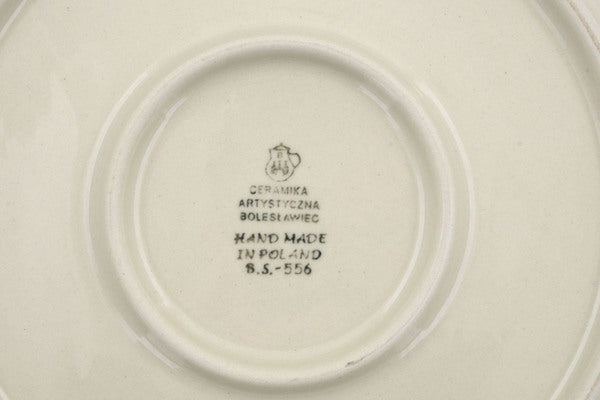 CERAMIKA
ARTYSTYCZNA
BOLESŁAWIEC
HAND MADE
IN POLAND
B.S.-556